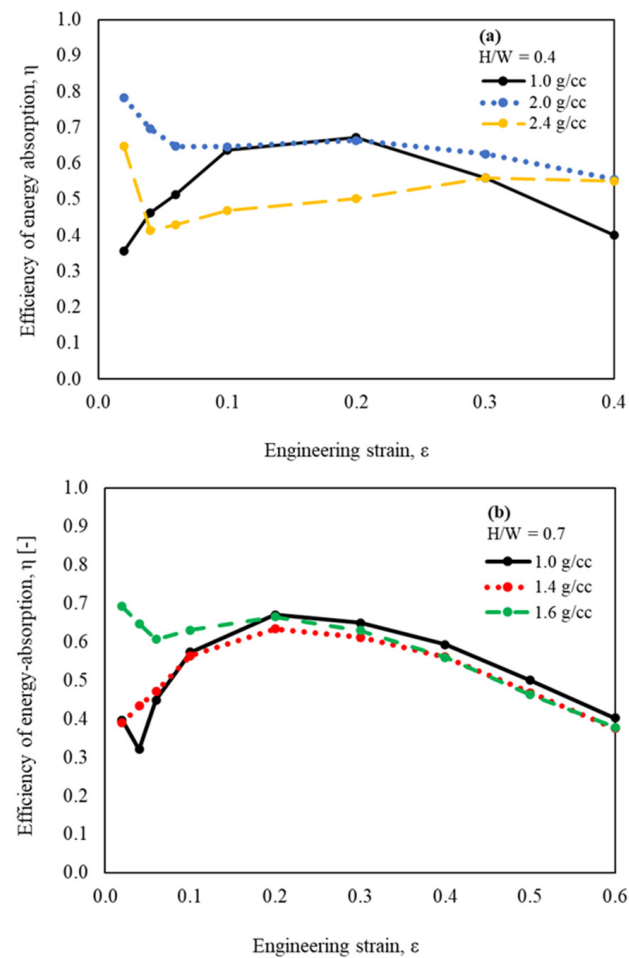 (a)
H/W = 0.4
1.0 g/cc
2.0 g/cc
2.4 g/cc
Efficiency of energy absorption, η
1.0
0.9
0.8
0.7
0.6
0.5
0.4
0.3
0.2
0.1
0.0
0.0 0.1 0.2 0.3 0.4
Engineering strain, ε
(b)
H/W = 0.7
1.0 g/cc
1.4 g/cc
1.6 g/cc
Efficiency of energy-absorption, η [-]
1.0
0.9
0.8
0.7
0.6
0.5
0.4
0.3
0.2
0.1
0.0
0.0 0.1 0.2 0.3 0.4 0.5 0.6
Engineering strain, ε